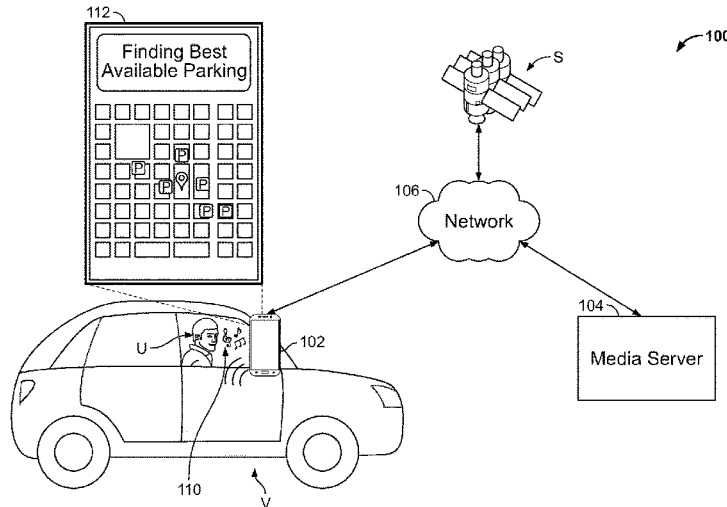 112
Finding Best
Available Parking
P
P
P
P
P
P
S
100
106
Network
104
Media Server
U
102
110
V